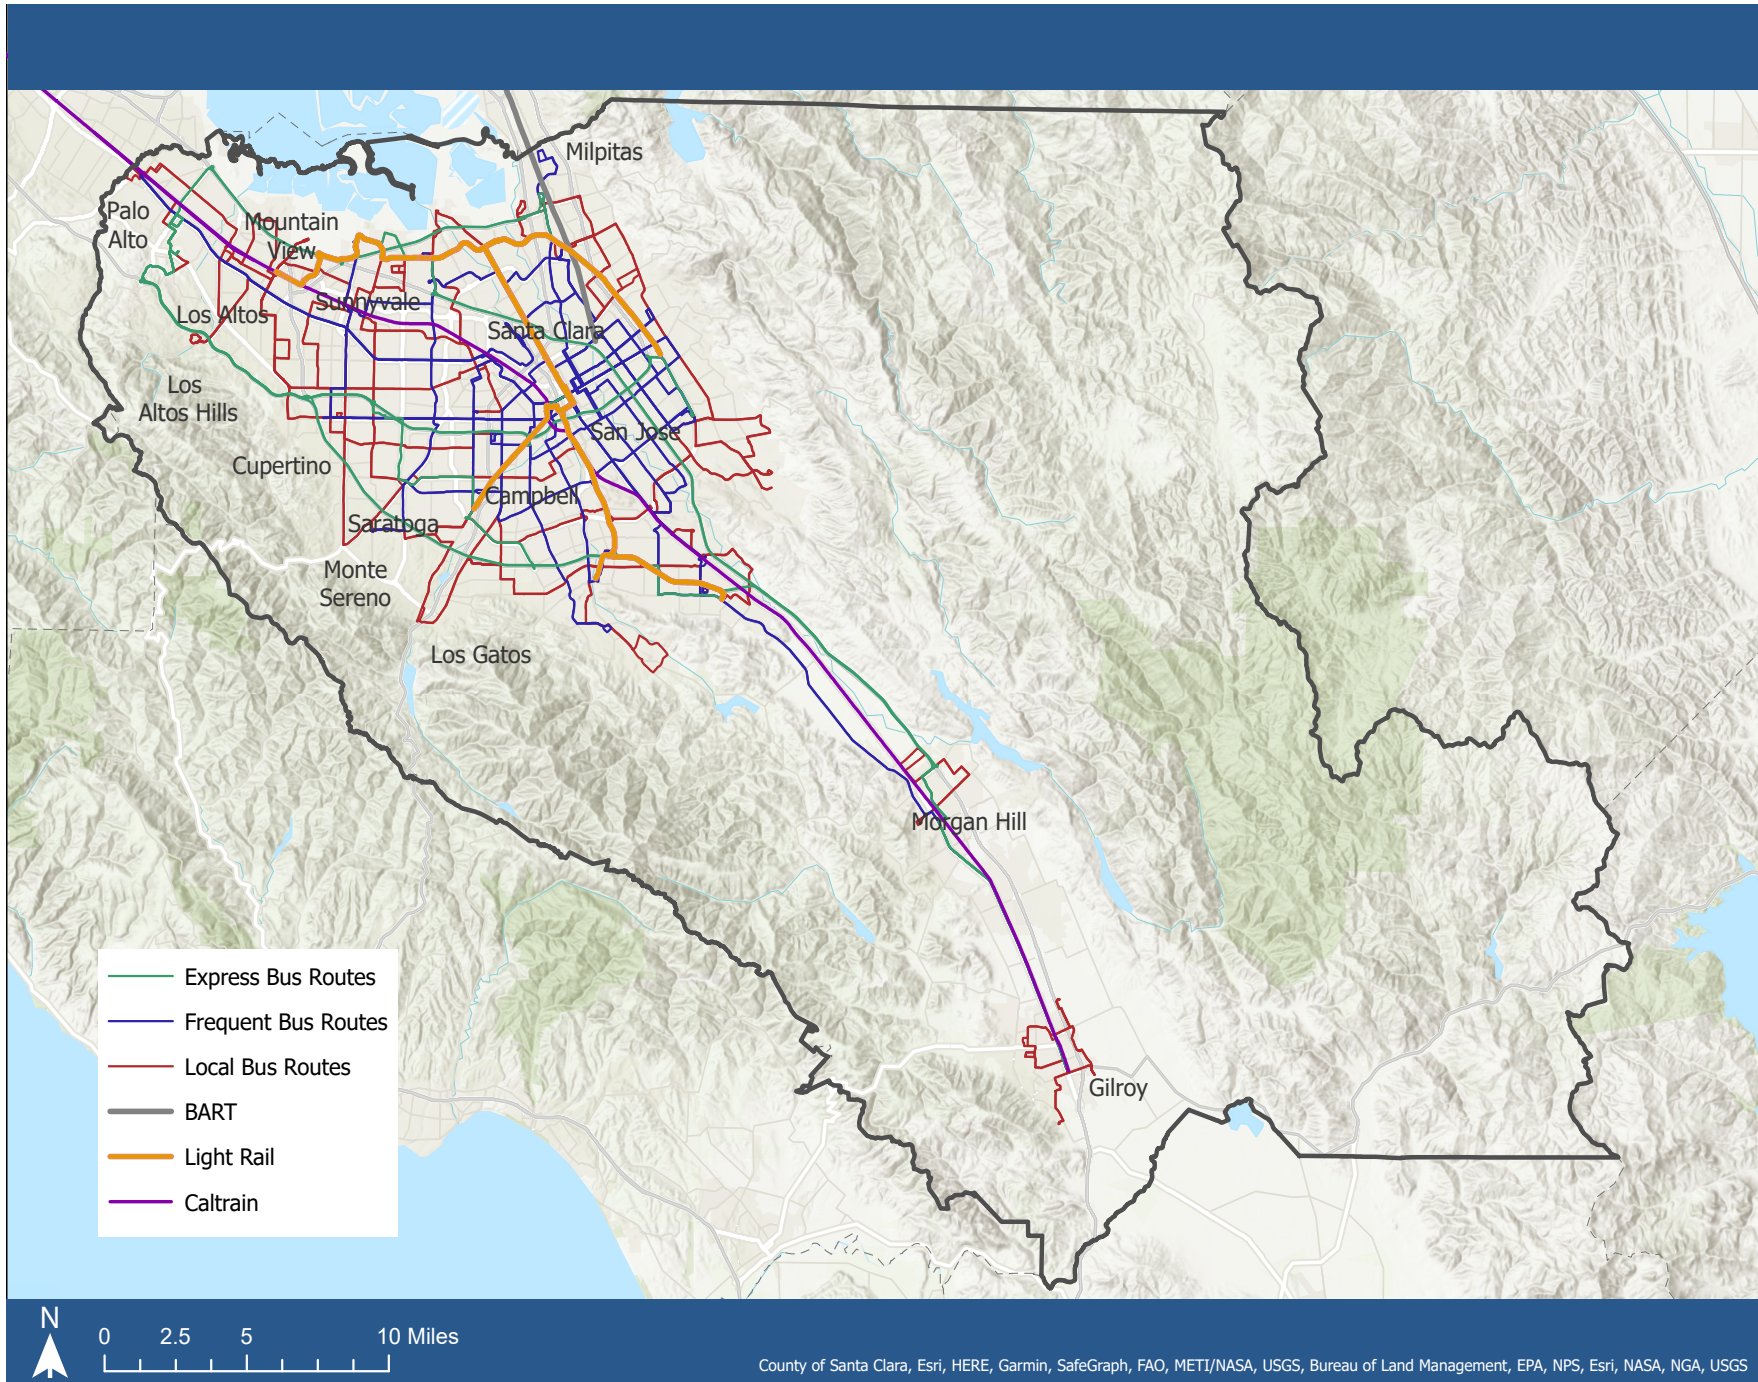 Milpitas
Palo
Alto
Mountain
View
Sunnyvale
Los Altos
Santa Clara
Los
Altos Hills
San Jose
Cupertino
Campbell
Saratoga
Monte
Sereno
Los Gatos
Morgan Hill
Gilroy
Express Bus Routes
Frequent Bus Routes
Local Bus Routes
BART
Light Rail
Caltrain
N
0 2.5 5 10 Miles
County of Santa Clara, Esri, HERE, Garmin, SafeGraph, FAO, METI/NASA, USGS, Bureau of Land Management, EPA, NPS, Esri, NASA, NGA, USGS